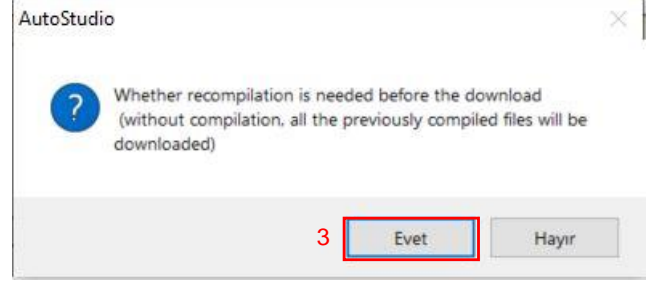 AutoStudio
Whether recompilation is needed before the download
(without compilation, all the previously compiled files will be
downloaded)
3 Evet Hayır